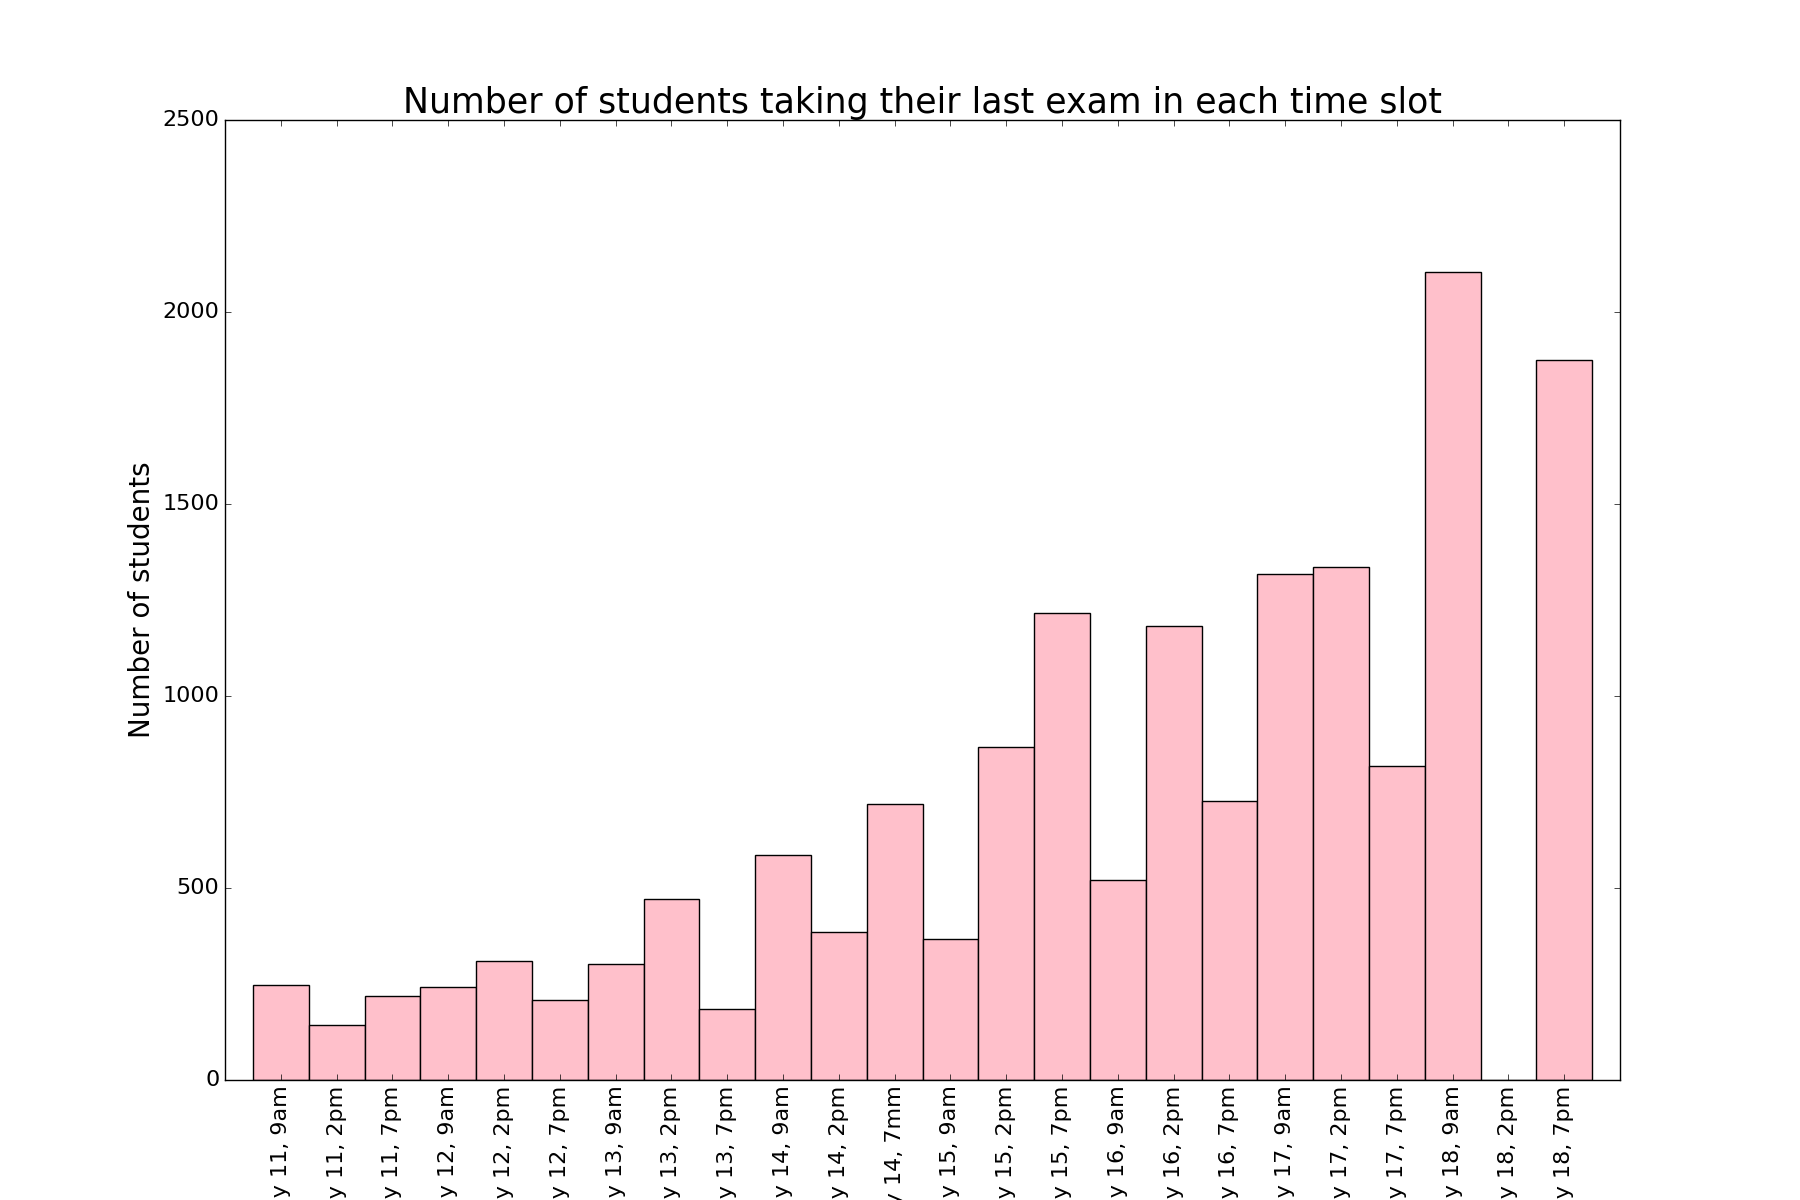 Number of students taking their last exam in each time slot
2500
2000
1500
1000
500
0
Number of students
y 11, 9am
y 11, 2pm
y 11, 7pm
y 12, 9am
y 12, 2pm
y 12, 7pm
y 13, 9am
y 13, 2pm
y 13, 7pm
y 14, 9am
y 14, 2pm
y 14, 7mm
y 15, 9am
y 15, 2pm
y 15, 7pm
y 16, 9am
y 16, 2pm
y 16, 7pm
y 17, 9am
y 17, 2pm
y 17, 7pm
y 18, 9am
y 18, 2pm
y 18, 7pm